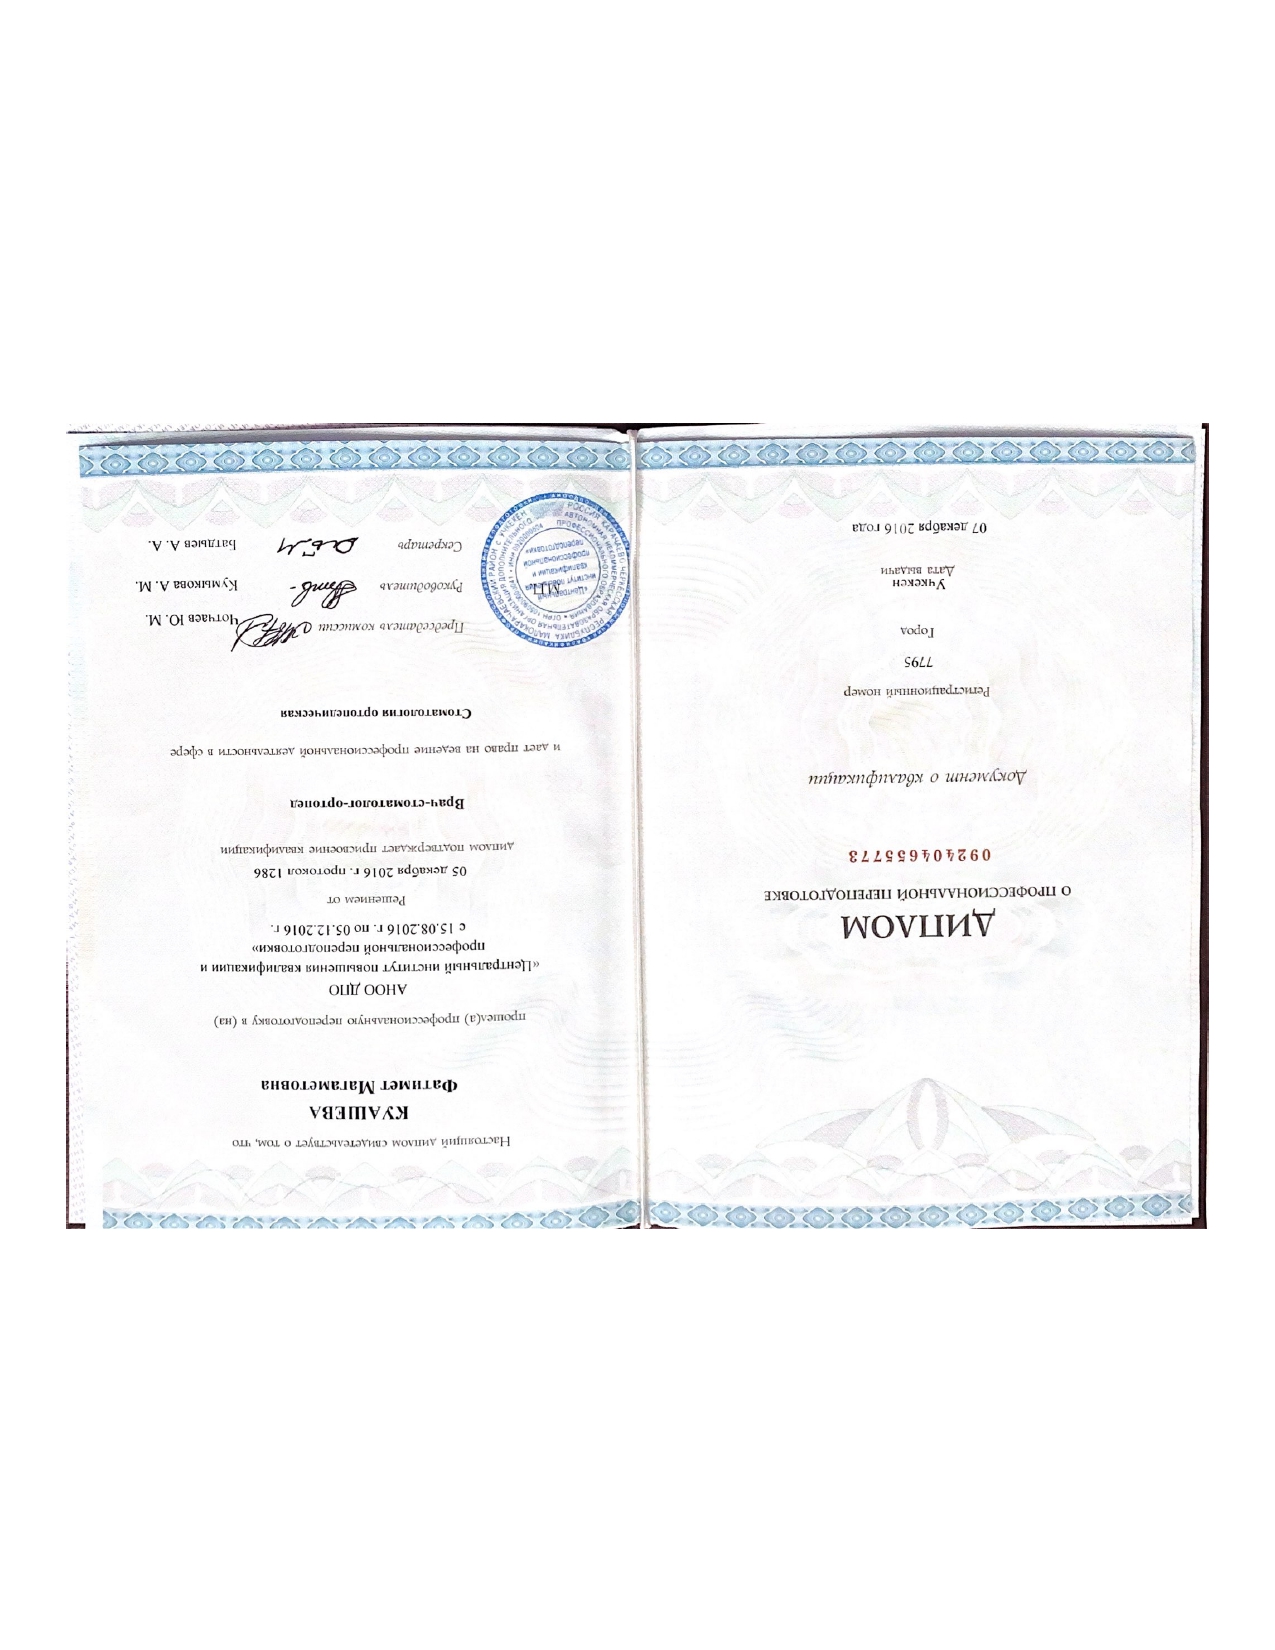 ДИПЛОМ
О ПРОФЕССИОНАЛЬНОЙ ПЕРЕПОДГОТОВКЕ
092404655773
Документ о квалификации
Регистрационный номер
7795
Город
Учкекен
Дата выдачи
07 декабря 2016 года
Настоящий диплом свидетельствует о том, что
КУАШЕВА
Фатимет Магаметовна
прошел(а) профессиональную переподготовку в (на)
АНОО ДПО
«Центральный институт повышения квалификации и
профессиональной переподготовки»
с 15.08.2016 г. по 05.12.2016 г.
Решением от
05 декабря 2016 г. протокол 1286
диплом подтверждает присвоение квалификации
Врач-стоматолог-ортопед
и дает право на ведение профессиональной деятельности в сфере
Стоматология ортопедическая
Председатель комиссии Чотчаев Ю. М.
М.П.
Руководитель Кумыкова А. М.
Секретарь Батдыев А. А.
«Центральный
институт повышения
квалификации и
профессиональной
переподготовки»